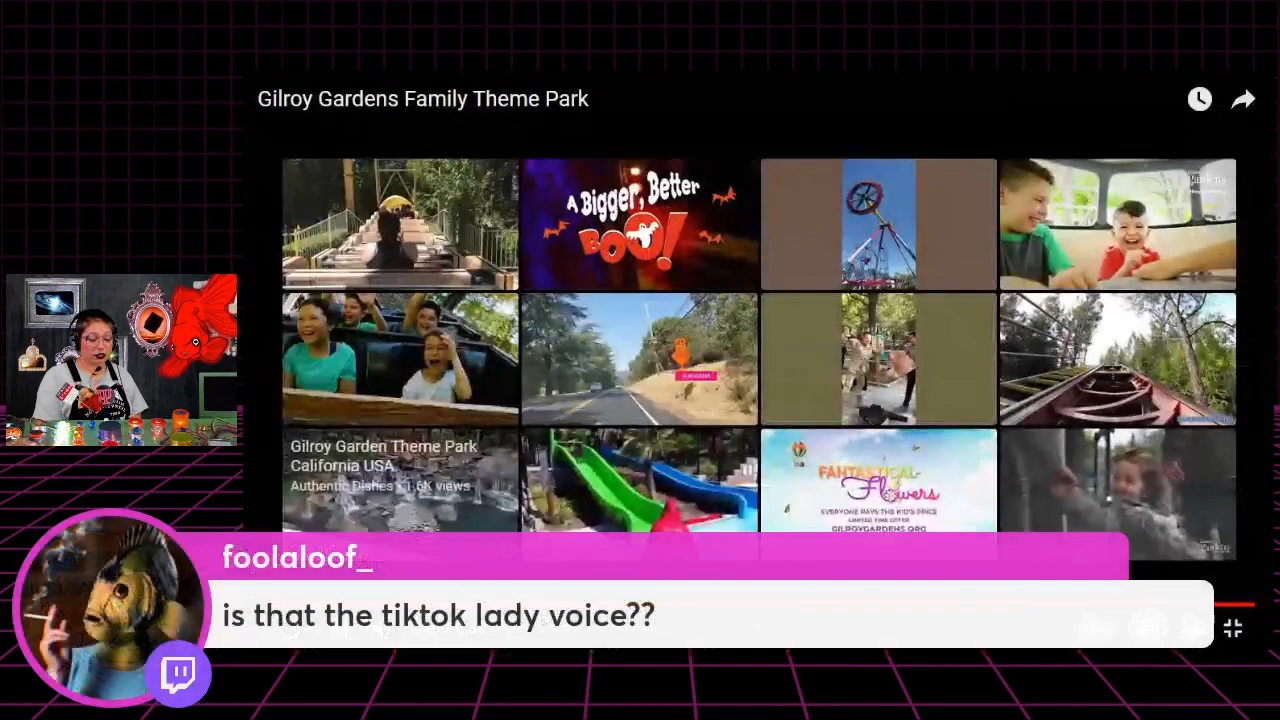 Gilroy Gardens Family Theme Park
A Bigger, Better
BOO!
Gardens
SUBSCRIBE
Gilroy Garden Theme Park
California USA
Authentic Dishes • 1.6K views
FANTASTICAL
Flowers
EVERYONE PAYS THE KID'S PRICE
LIMITED TIME OFFER
GILROYGARDENS.ORG
foolaloof_
is that the tiktok lady voice??